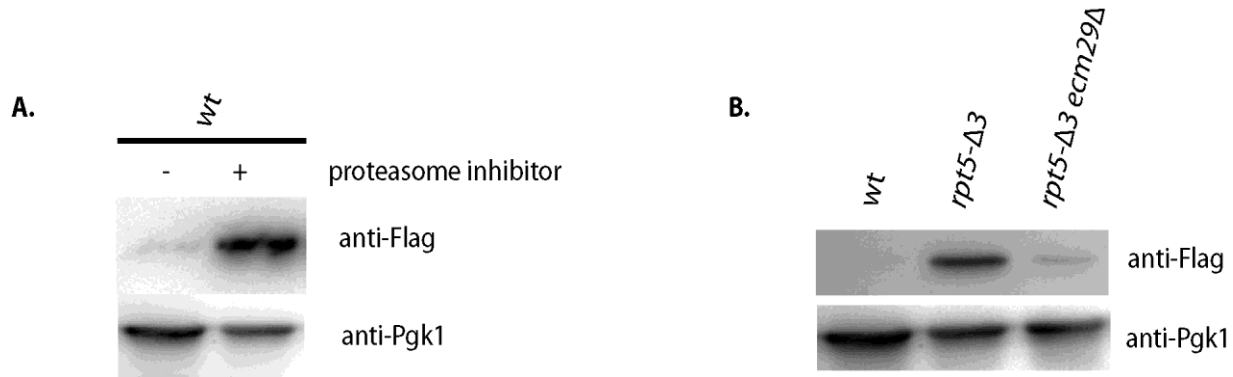 A.
wt
- +
proteasome inhibitor
anti-Flag
anti-Pgk1
B.
wt
rpt5-Δ3
rpt5-Δ3 ecm29Δ
anti-Flag
anti-Pgk1